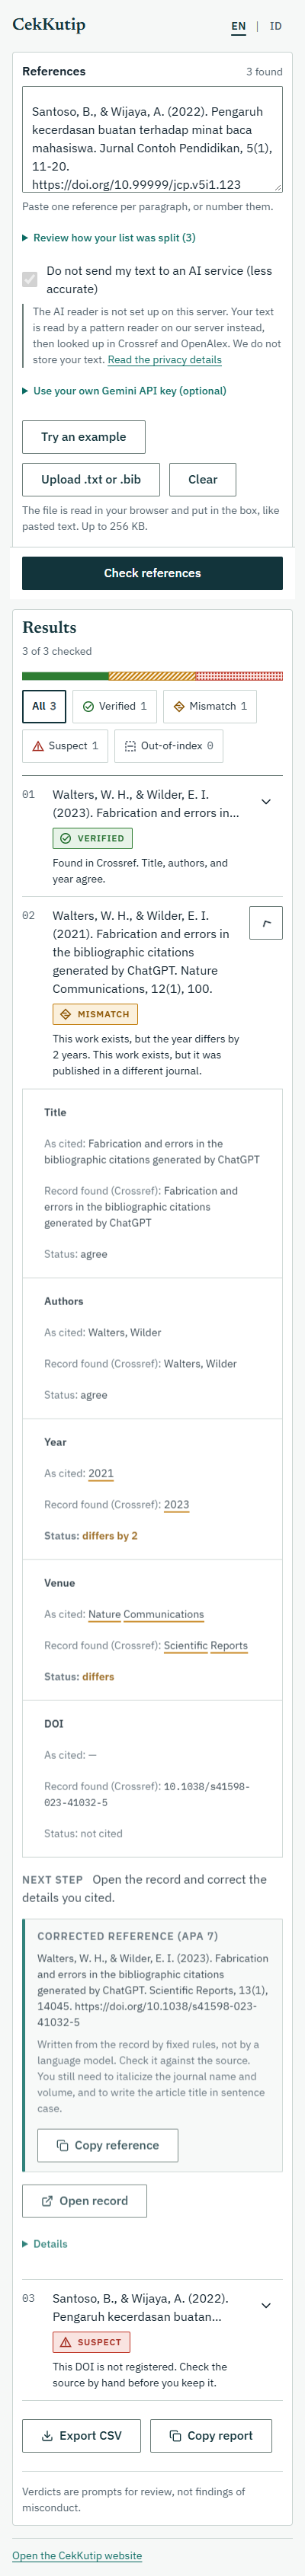 CekKutip
EN | ID
References
3 found
Santoso, B., & Wijaya, A. (2022). Pengaruh
kecerdasan buatan terhadap minat baca
mahasiswa. Jurnal Contoh Pendidikan, 5(1),
11-20.
https://doi.org/10.99999/jcp.v5i1.123
Paste one reference per paragraph, or number them.
Review how your list was split (3)
Do not send my text to an AI service (less
accurate)
The AI reader is not set up on this server. Your text
is read by a pattern reader on our server instead,
then looked up in Crossref and OpenAlex. We do not
store your text. Read the privacy details
Use your own Gemini API key (optional)
Try an example
Upload .txt or .bib
Clear
The file is read in your browser and put in the box, like
pasted text. Up to 256 KB.
Check references
Results
3 of 3 checked
All 3
Verified 1
Mismatch 1
Suspect 1
Out-of-index 0
01
Walters, W. H., & Wilder, E. I.
(2023). Fabrication and errors in...
VERIFIED
Found in Crossref. Title, authors, and
year agree.
02
Walters, W. H., & Wilder, E. I.
(2021). Fabrication and errors in
the bibliographic citations
generated by ChatGPT. Nature
Communications, 12(1), 100.
MISMATCH
This work exists, but the year differs by
2 years. This work exists, but it was
published in a different journal.
Title
As cited: Fabrication and errors in the
bibliographic citations generated by ChatGPT
Record found (Crossref): Fabrication and
errors in the bibliographic citations
generated by ChatGPT
Status: agree
Authors
As cited: Walters, Wilder
Record found (Crossref): Walters, Wilder
Status: agree
Year
As cited: 2021
Record found (Crossref): 2023
Status: differs by 2
Venue
As cited: Nature Communications
Record found (Crossref): Scientific Reports
Status: differs
DOI
As cited: —
Record found (Crossref): 10.1038/s41598-
023-41032-5
Status: not cited
NEXT STEP Open the record and correct the
details you cited.
CORRECTED REFERENCE (APA 7)
Walters, W. H., & Wilder, E. I. (2023). Fabrication
and errors in the bibliographic citations
generated by ChatGPT. Scientific Reports, 13(1),
14045. https://doi.org/10.1038/s41598-023-
41032-5
Written from the record by fixed rules, not by a
language model. Check it against the source.
You still need to italicize the journal name and
volume, and to write the article title in sentence
case.
Copy reference
Open record
Details
03
Santoso, B., & Wijaya, A. (2022).
Pengaruh kecerdasan buatan...
SUSPECT
This DOI is not registered. Check the
source by hand before you keep it.
Export CSV
Copy report
Verdicts are prompts for review, not findings of
misconduct.
Open the CekKutip website